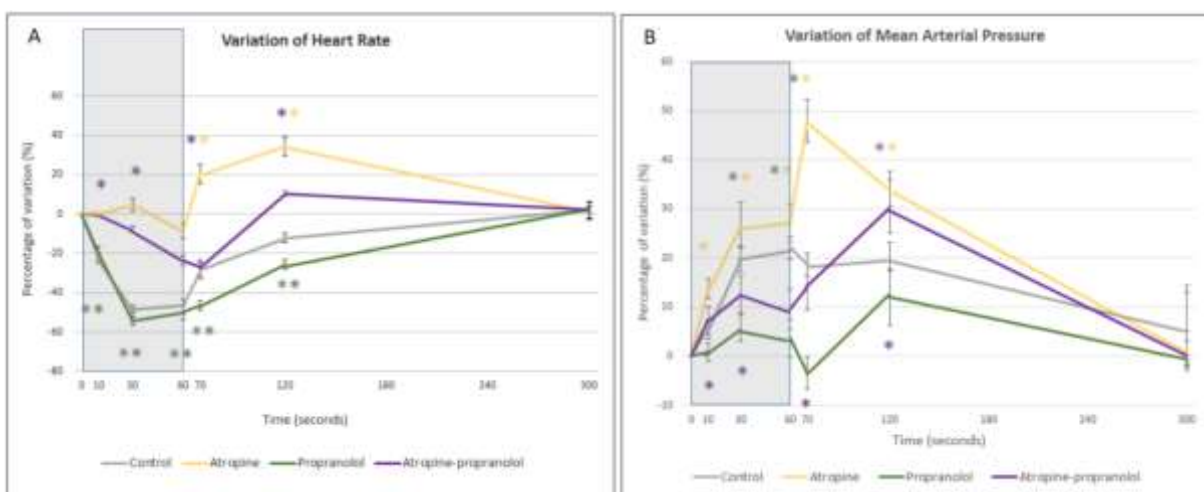 A
Variation of Heart Rate
Percentage of variation (%)
60
40
20
0
-20
-40
-60
-80
0 10 30 60 70 120 300
Time (seconds)
Control Atropine Propranolol Atropine-propranolol
B
Variation of Mean Arterial Pressure
Percentage of variation (%)
60
50
40
30
20
10
0
-10
0 10 30 60 70 120 180 240 300
Time (seconds)
Control Atropine Propranolol Atropine-propranolol